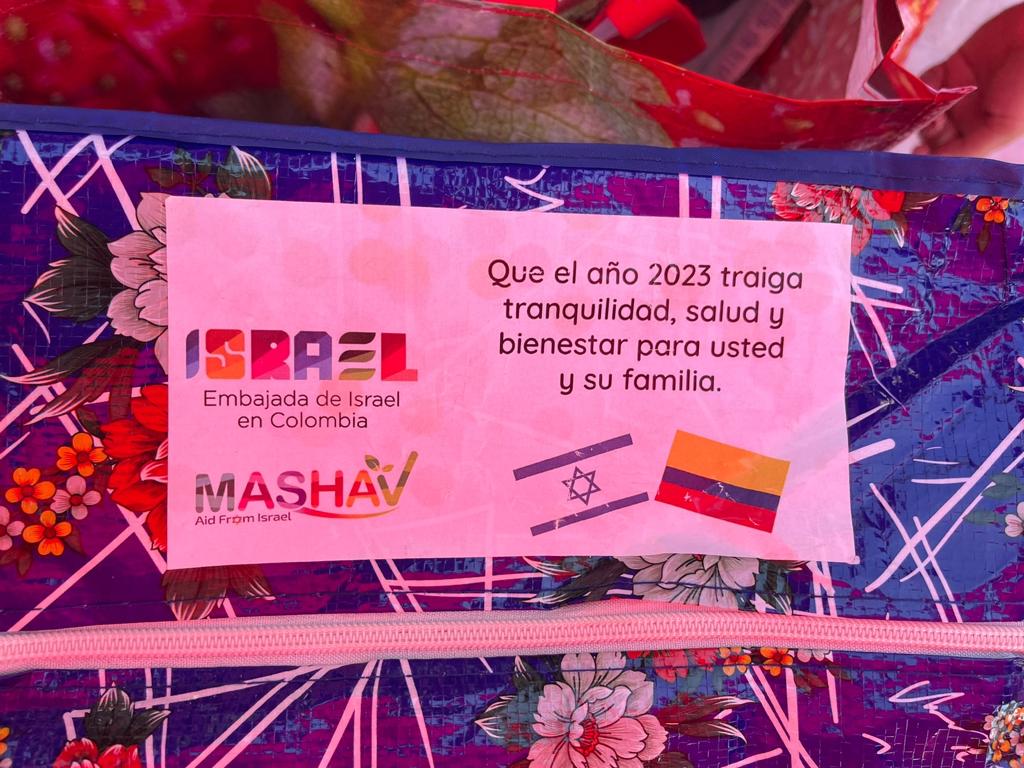 ISRAEL
Embajada de Israel
en Colombia
MASHAV
Aid From Israel
Que el año 2023 traiga
tranquilidad, salud y
bienestar para usted
y su familia.